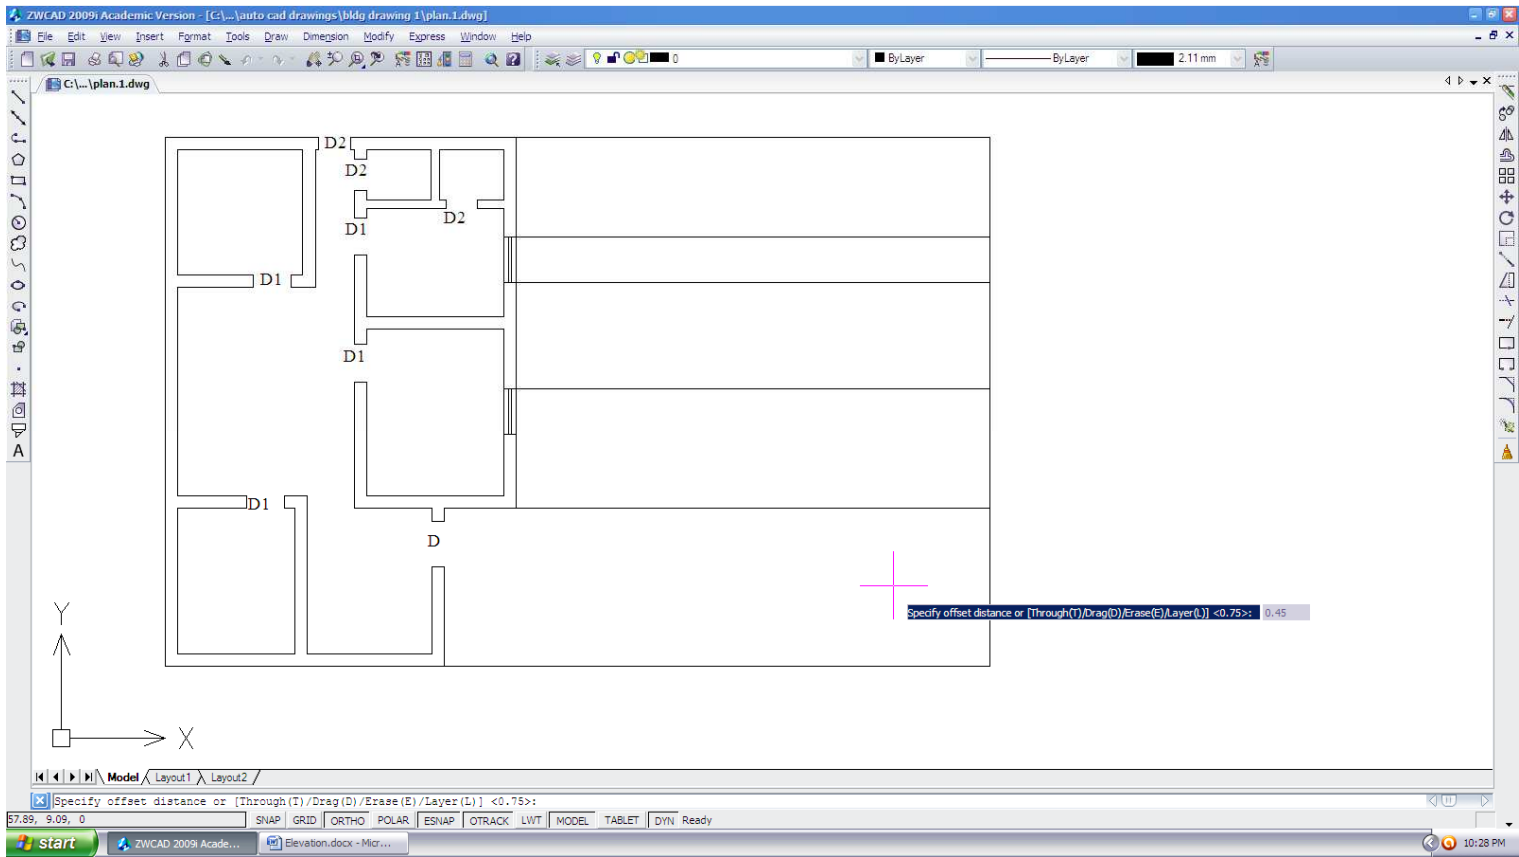 ZWCAD 2009i Academic Version - [C:\...\auto cad drawings\bldg drawing 1\plan.1.dwg]
File Edit View Insert Format Tools Draw Dimension Modify Express Window Help
0 ByLayer ByLayer 2.11 mm
C:\...\plan.1.dwg
D2
D2
D2
D1
D1
D1
D1
D
Specify offset distance or [Through(T)/Drag(D)/Erase(E)/Layer(L)] <0.75>: 0.45
Y
X
A
Model Layout1 Layout2
Specify offset distance or [Through(T)/Drag(D)/Erase(E)/Layer(L)] <0.75>:
57.89, 9.09, 0 SNAP GRID ORTHO POLAR ESNAP OTRACK LWT MODEL TABLET DYN Ready
start ZWCAD 2009i Acade... Elevation.docx - Micr... 10:28 PM